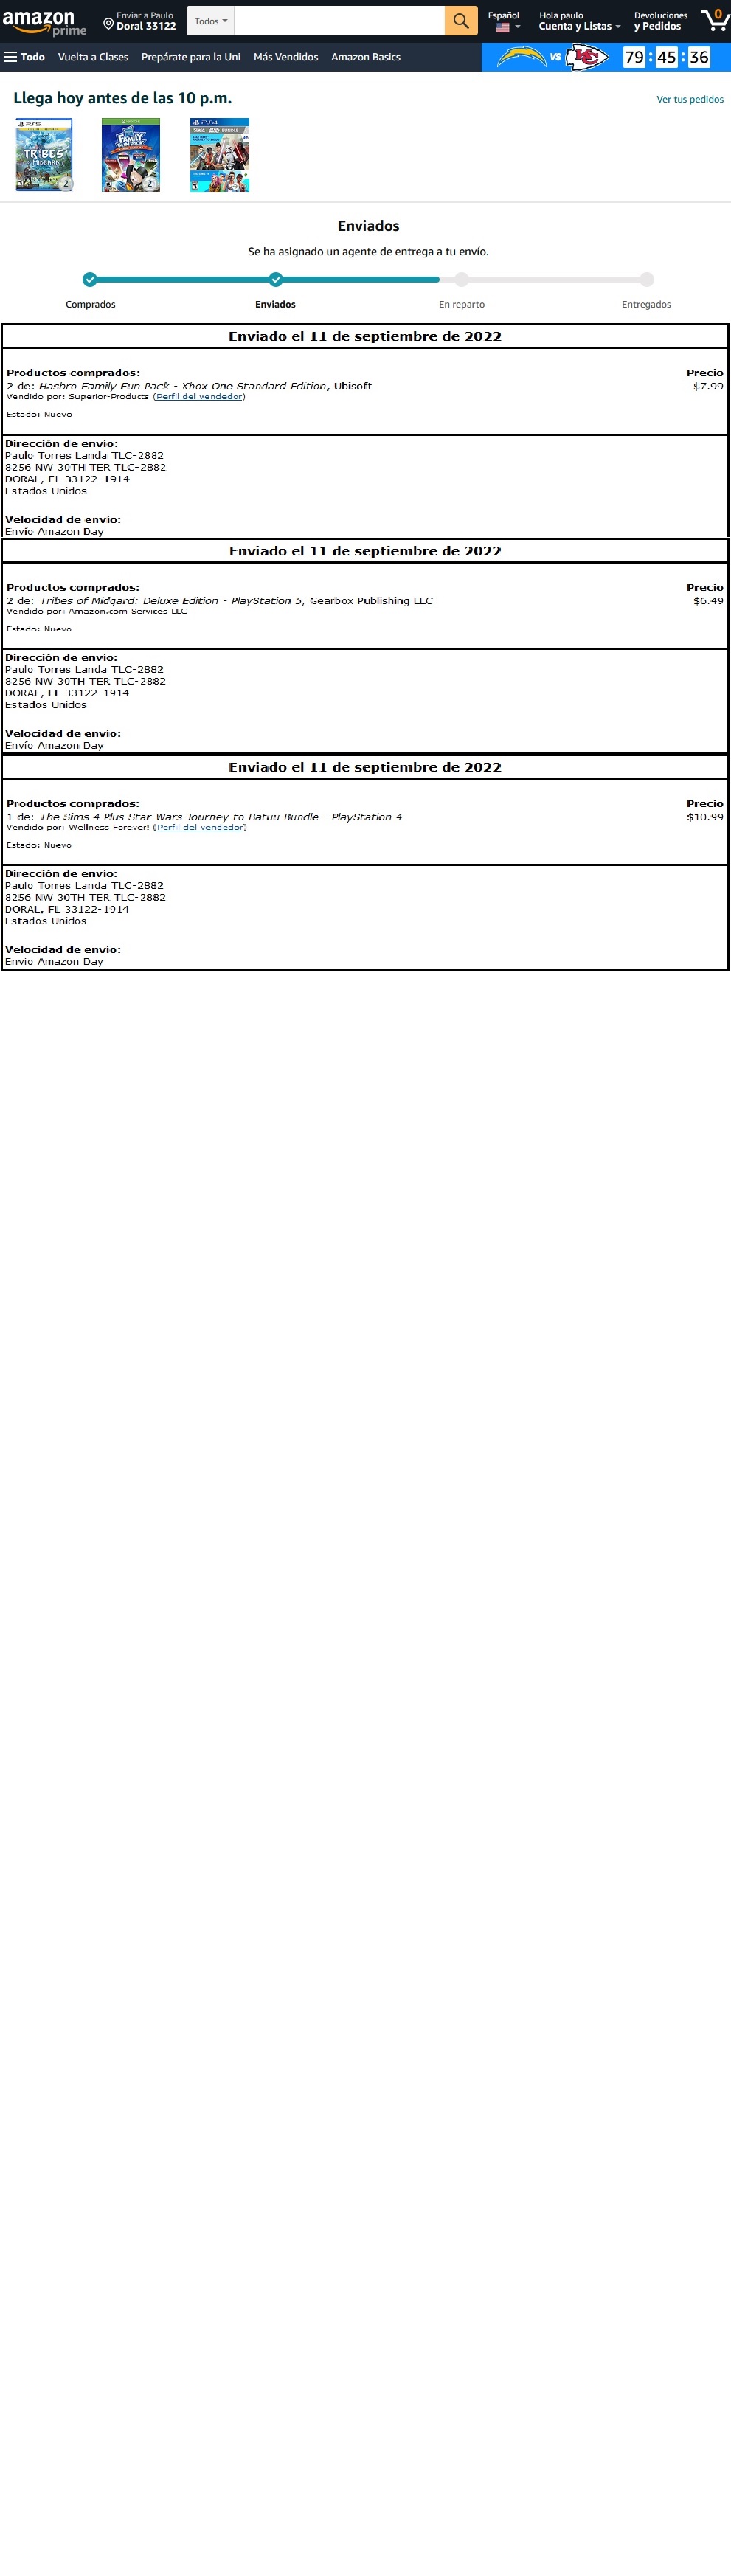 amazon
prime
Enviar a Paulo
Doral 33122
Todos
Español
Hola paulo
Cuenta y Listas
Devoluciones
y Pedidos
0
Todo
Vuelta a Clases
Prepárate para la Uni
Más Vendidos
Amazon Basics
VS
KC
79 : 45 : 36
Llega hoy antes de las 10 p.m.
Ver tus pedidos
PS5
TRIBES
MIDGARD
2
FAMILY
FUN PACK
2
PS4
BUNDLE
Enviados
Se ha asignado un agente de entrega a tu envío.
Comprados
Enviados
En reparto
Entregados
Enviado el 11 de septiembre de 2022
Productos comprados:
Precio
2 de: Hasbro Family Fun Pack - Xbox One Standard Edition, Ubisoft
$7.99
Vendido por: Superior-Products (Perfil del vendedor)
Estado: Nuevo
Dirección de envío:
Paulo Torres Landa TLC-2882
8256 NW 30TH TER TLC-2882
DORAL, FL 33122-1914
Estados Unidos
Velocidad de envío:
Envío Amazon Day
Enviado el 11 de septiembre de 2022
Productos comprados:
Precio
2 de: Tribes of Midgard: Deluxe Edition - PlayStation 5, Gearbox Publishing LLC
$6.49
Vendido por: Amazon.com Services LLC
Estado: Nuevo
Dirección de envío:
Paulo Torres Landa TLC-2882
8256 NW 30TH TER TLC-2882
DORAL, FL 33122-1914
Estados Unidos
Velocidad de envío:
Envío Amazon Day
Enviado el 11 de septiembre de 2022
Productos comprados:
Precio
1 de: The Sims 4 Plus Star Wars Journey to Batuu Bundle - PlayStation 4
$10.99
Vendido por: Wellness Forever! (Perfil del vendedor)
Estado: Nuevo
Dirección de envío:
Paulo Torres Landa TLC-2882
8256 NW 30TH TER TLC-2882
DORAL, FL 33122-1914
Estados Unidos
Velocidad de envío:
Envío Amazon Day